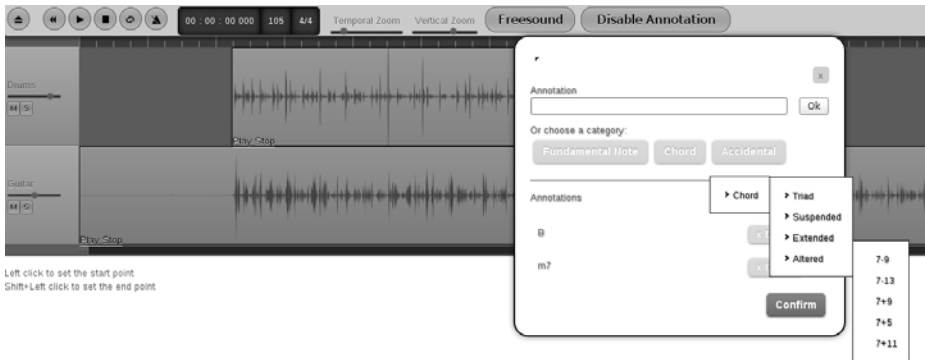 00 : 00 : 00 000 105 4/4 Temporal Zoom Vertical Zoom Freesound Disable Annotation
x
Drums
Annotation
M S
Ok
Or choose a category:
Play Stop
Fundamental Note Chord Accidental
Guitar
Annotations
Chord
Triad
M S
Suspended
B
x
Extended
Play Stop
m7
x
Altered
7-9
Left click to set the start point
Shift+Left click to set the end point
7-13
Confirm
7+9
7+5
7+11